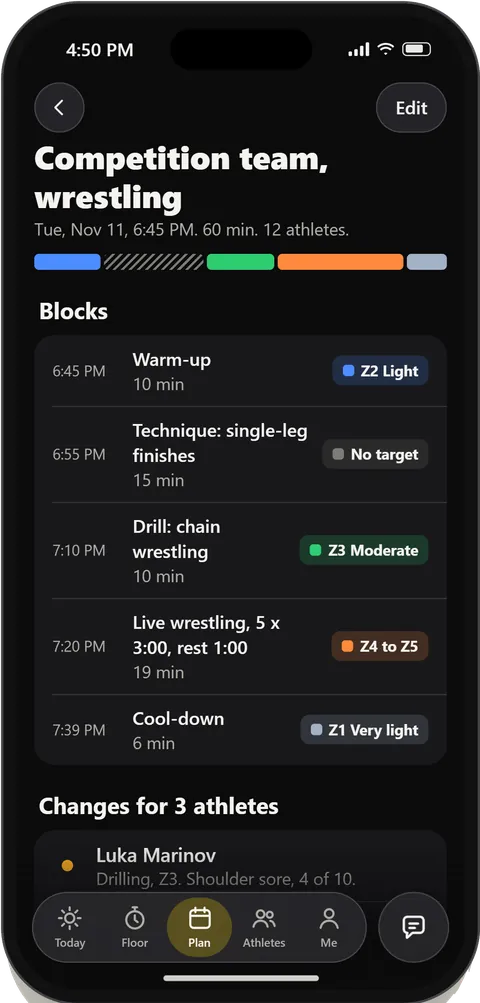 4:50 PM
Edit
Competition team,
wrestling
Tue, Nov 11, 6:45 PM. 60 min. 12 athletes.
Blocks
6:45 PM
Warm-up
10 min
Z2 Light
6:55 PM
Technique: single-leg
finishes
15 min
No target
7:10 PM
Drill: chain
wrestling
10 min
Z3 Moderate
7:20 PM
Live wrestling, 5 x
3:00, rest 1:00
19 min
Z4 to Z5
7:39 PM
Cool-down
6 min
Z1 Very light
Changes for 3 athletes
Luka Marinov
Drilling, Z3. Shoulder sore, 4 of 10.
Today
Floor
Plan
Athletes
Me